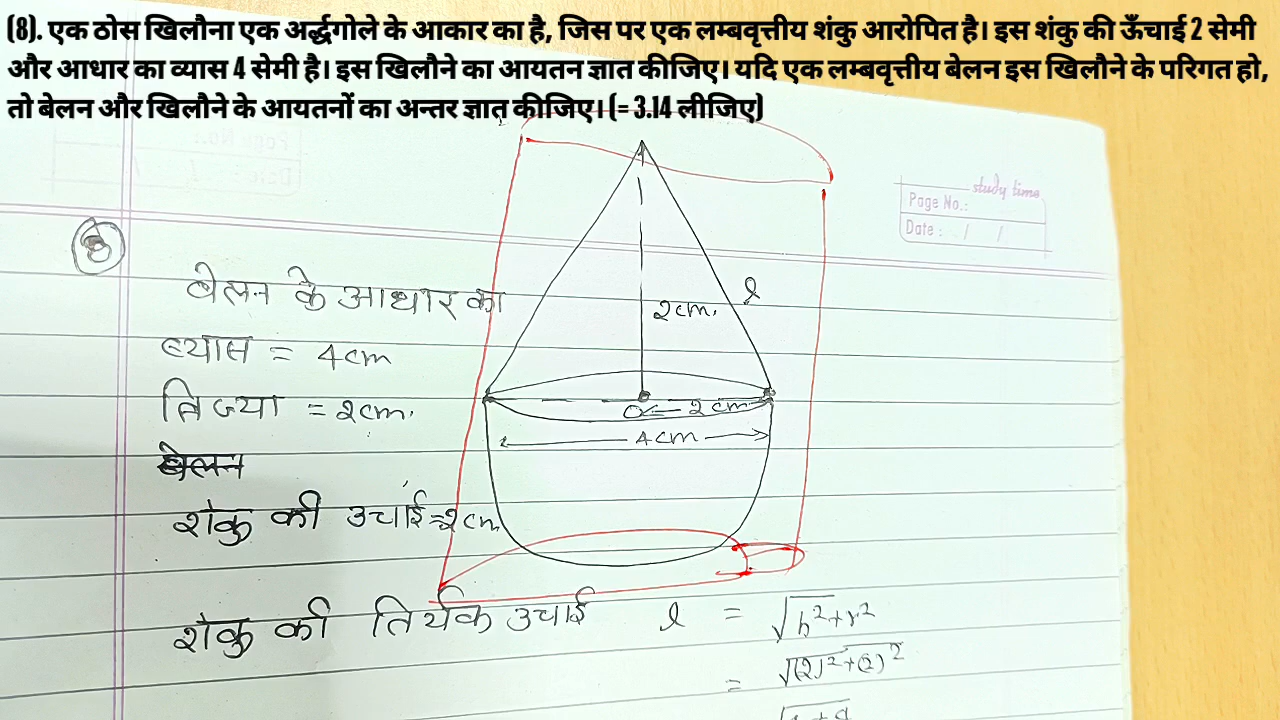 (8). एक ठोस खिलौना एक अर्द्धगोले के आकार का है, जिस पर एक लम्बवृत्तीय शंकु आरोपित है। इस शंकु की ऊँचाई 2 सेमी
और आधार का व्यास 4 सेमी है। इस खिलौने का आयतन ज्ञात कीजिए। यदि एक लम्बवृत्तीय बेलन इस खिलौने के परिगत हो,
तो बेलन और खिलौने के आयतनों का अन्तर ज्ञात कीजिए। (= 3.14 लीजिए)
study time
Page No.:
Date : / /
8
बेलन के आधार का
व्यास = 4cm
त्रिज्या = 2cm.
बेलन
शंकु की उचाई = 2cm
2cm.
l
2cm
4cm
शंकु की तिर्यक उचाई l = √h²+r²
= √(2)²+(2)²